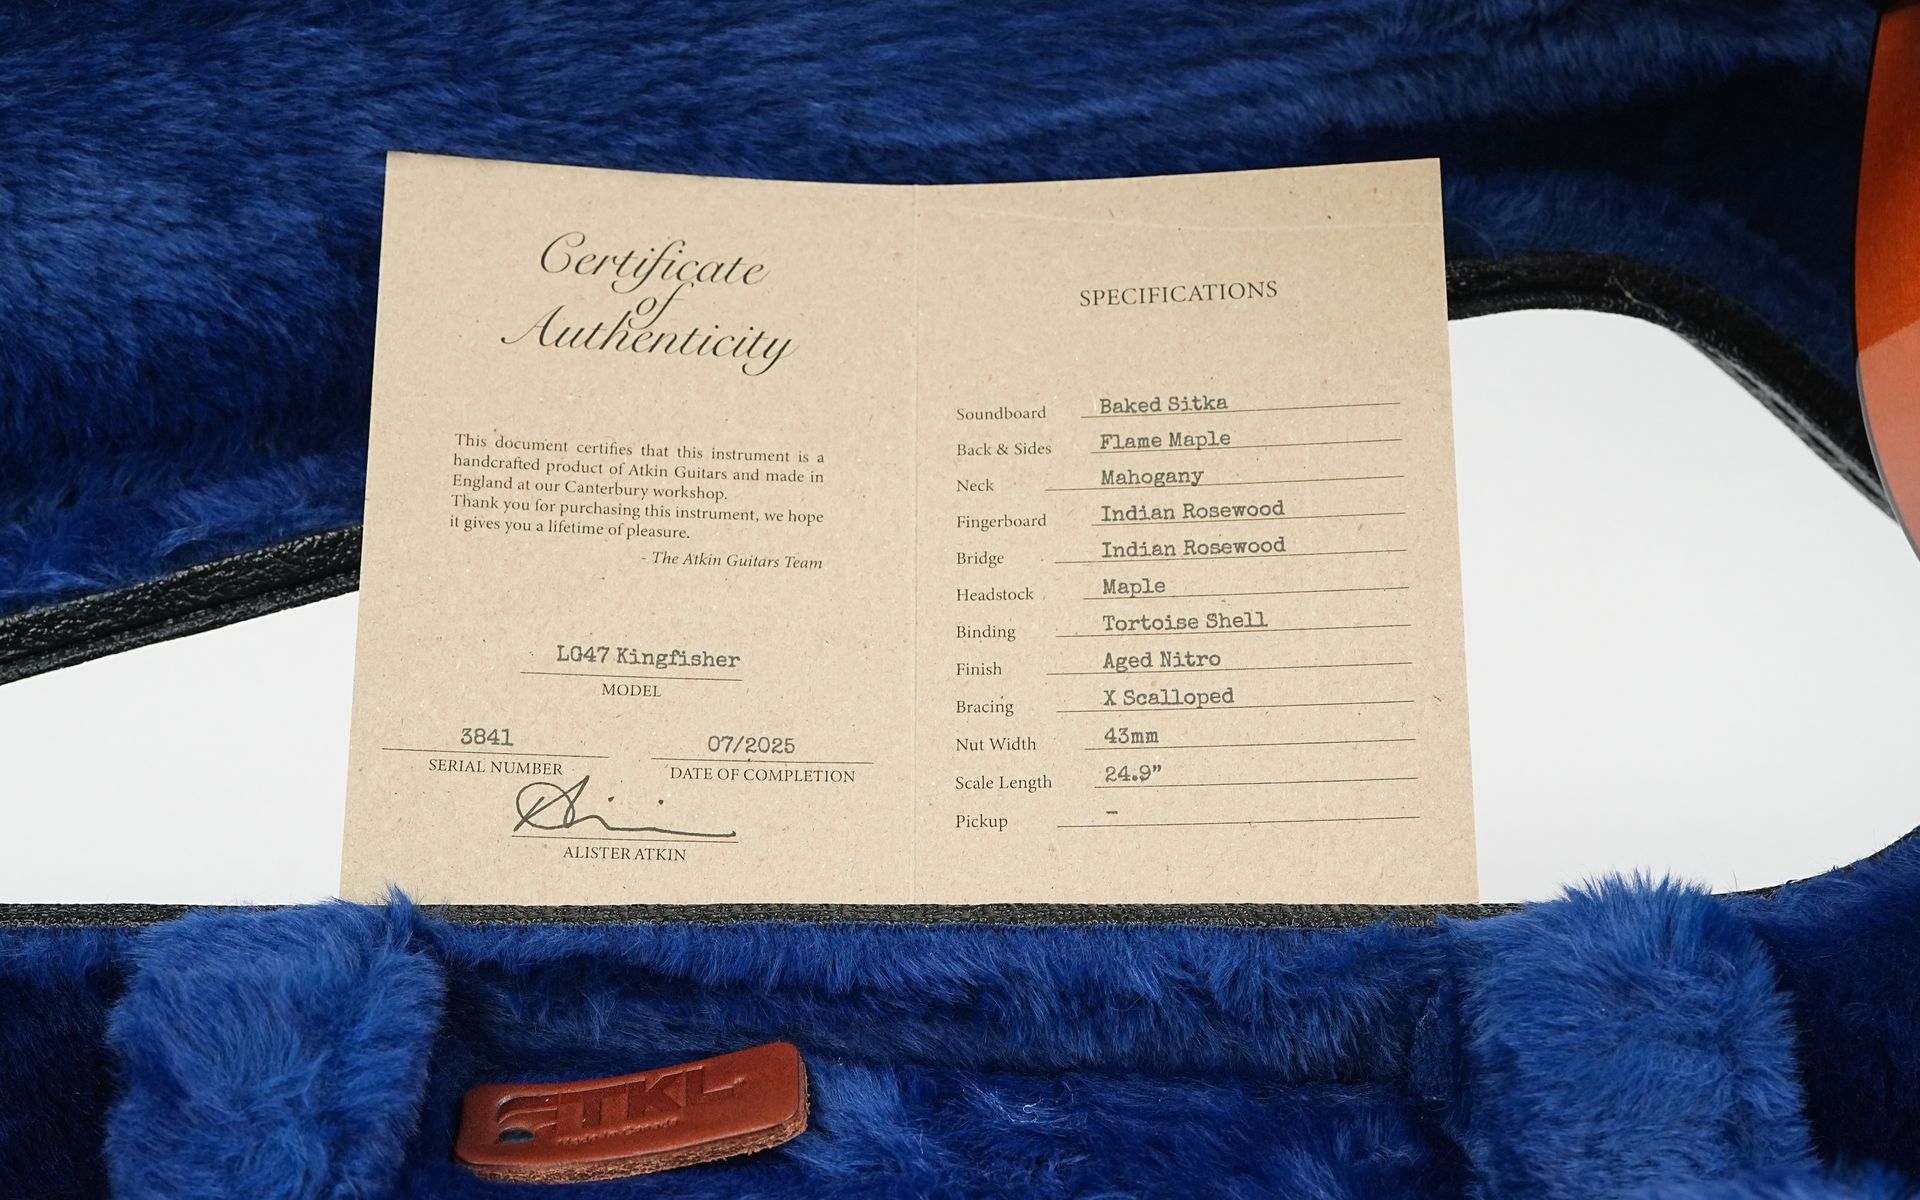 Certificate
of
Authenticity
This document certifies that this instrument is a
handcrafted product of Atkin Guitars and made in
England at our Canterbury workshop.
Thank you for purchasing this instrument, we hope
it gives you a lifetime of pleasure.
- The Atkin Guitars Team
LG47 Kingfisher
MODEL
3841
SERIAL NUMBER
07/2025
DATE OF COMPLETION
ALISTER ATKIN
SPECIFICATIONS
Soundboard Baked Sitka
Back & Sides Flame Maple
Neck Mahogany
Fingerboard Indian Rosewood
Bridge Indian Rosewood
Headstock Maple
Binding Tortoise Shell
Finish Aged Nitro
Bracing X Scalloped
Nut Width 43mm
Scale Length 24.9”
Pickup –
TKL
Made in Canada